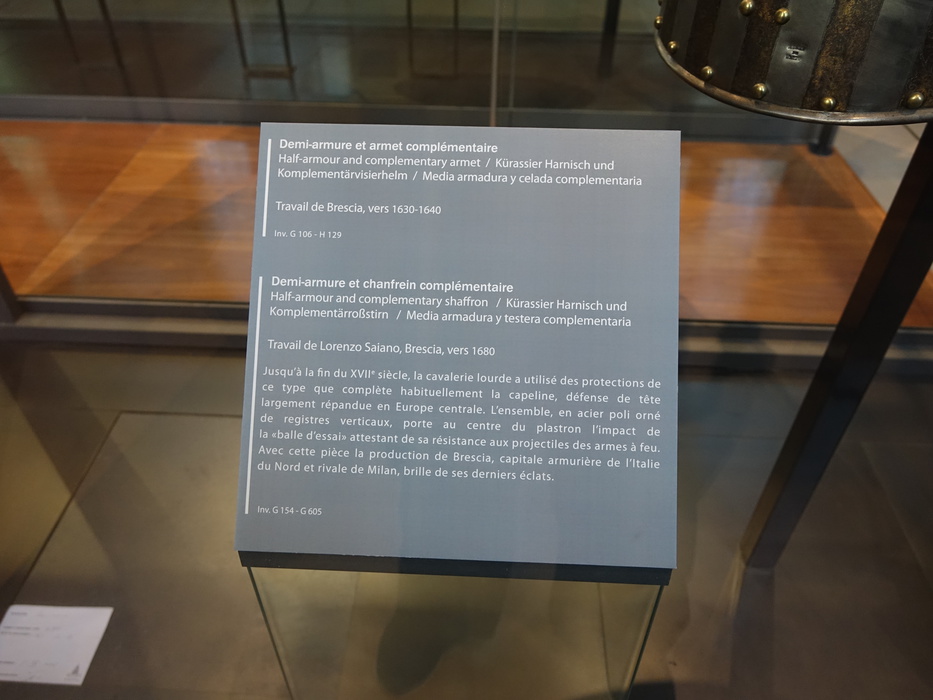 Demi-armure et armet complémentaire
Half-armour and complementary armet / Kürassier Harnisch und
Komplementärvisierhelm / Media armadura y celada complementaria
Travail de Brescia, vers 1630-1640
Inv. G 106 - H 129
Demi-armure et chanfrein complémentaire
Half-armour and complementary shaffron / Kürassier Harnisch und
Komplementärroßstirn / Media armadura y testera complementaria
Travail de Lorenzo Saiano, Brescia, vers 1680
Jusqu'à la fin du XVIIe siècle, la cavalerie lourde a utilisé des protections de
ce type que complète habituellement la capeline, défense de tête
largement répandue en Europe centrale. L'ensemble, en acier poli orné
de registres verticaux, porte au centre du plastron l'impact de
la «balle d'essai» attestant de sa résistance aux projectiles des armes à feu.
Avec cette pièce la production de Brescia, capitale armurière de l'Italie
du Nord et rivale de Milan, brille de ses derniers éclats.
Inv. G 154 - G 605